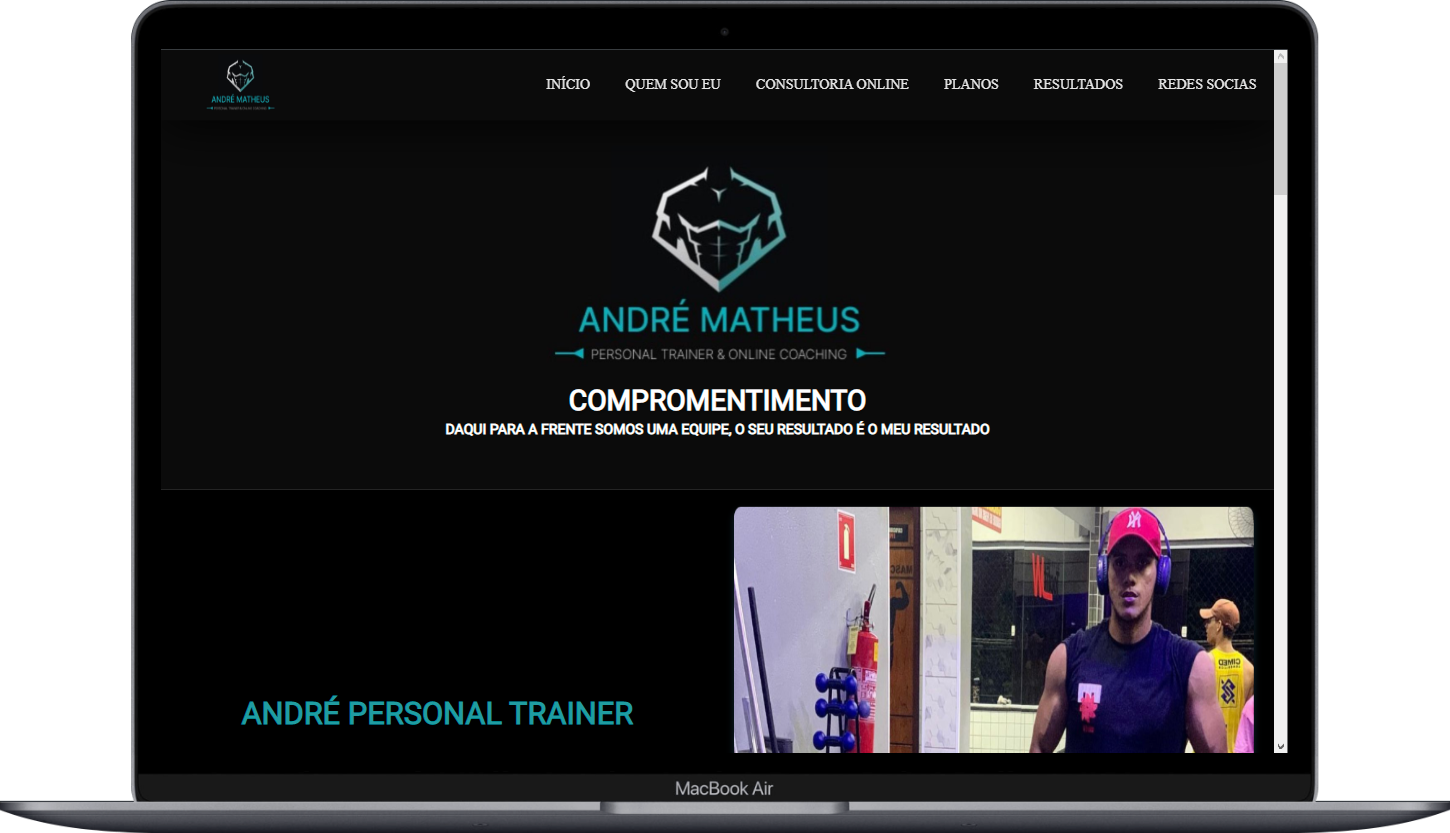 ANDRÉ MATHEUS
INÍCIO QUEM SOU EU CONSULTORIA ONLINE PLANOS RESULTADOS REDES SOCIAS
ANDRÉ MATHEUS
PERSONAL TRAINER & ONLINE COACHING
COMPROMENTIMENTO
DAQUI PARA A FRENTE SOMOS UMA EQUIPE, O SEU RESULTADO É O MEU RESULTADO
ANDRÉ PERSONAL TRAINER
CIMED
MacBook Air